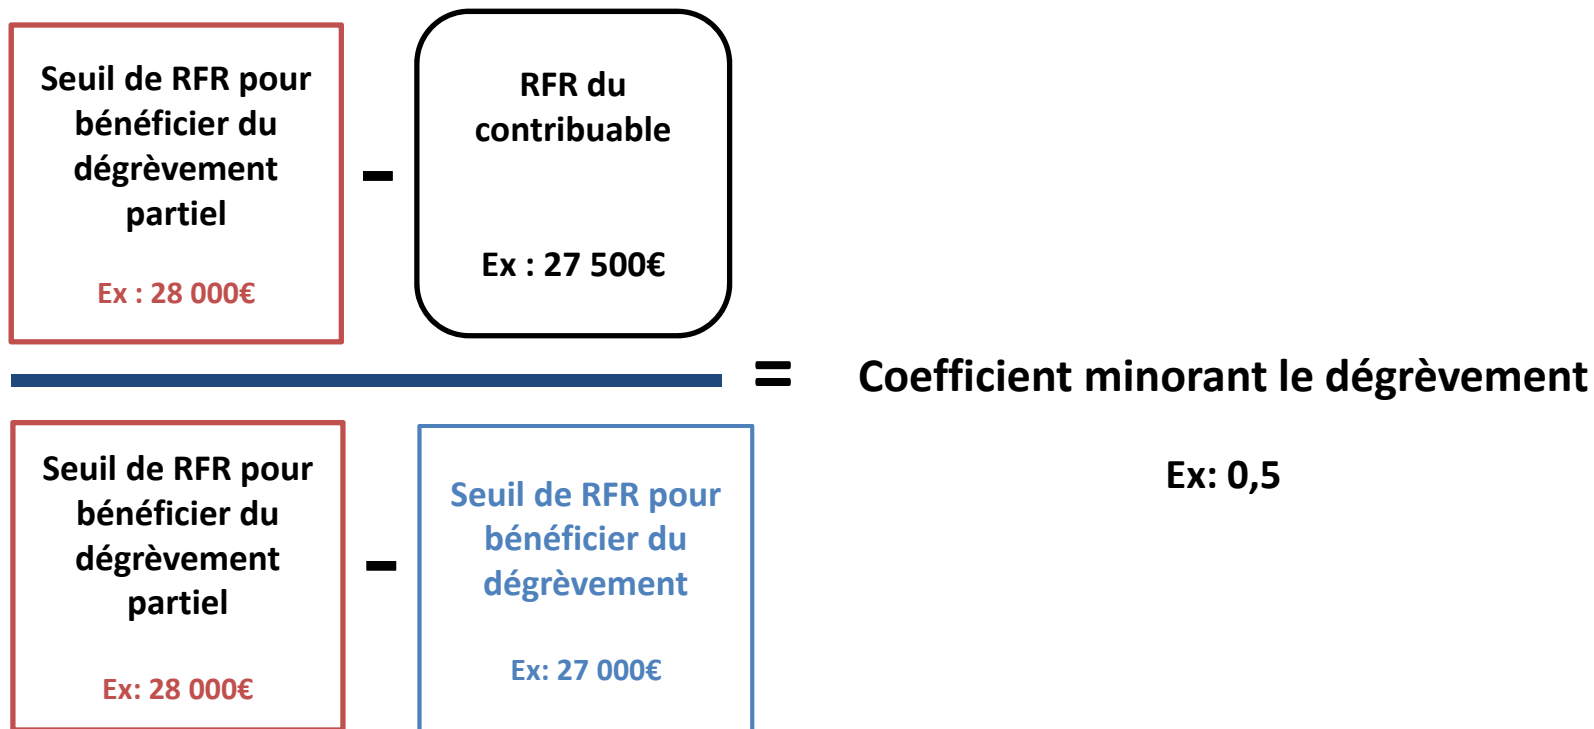 Seuil de RFR pour
bénéficier du
dégrèvement
partiel
Ex : 28 000€
-
RFR du
contribuable
Ex : 27 500€
=
Coefficient minorant le dégrèvement
Ex: 0,5
Seuil de RFR pour
bénéficier du
dégrèvement
partiel
Ex: 28 000€
-
Seuil de RFR pour
bénéficier du
dégrèvement
Ex: 27 000€